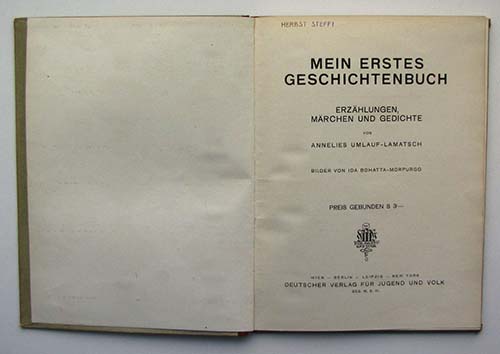 HERBST STEFFI
MEIN ERSTES
GESCHICHTENBUCH
ERZÄHLUNGEN,
MÄRCHEN UND GEDICHTE
VON
ANNELIES UMLAUF-LAMATSCH
BILDER VON IDA BOHATTA-MORPURGO
PREIS GEBUNDEN S 3—
WIEN — BERLIN — LEIPZIG — NEW YORK
DEUTSCHER VERLAG FÜR JUGEND UND VOLK
GES. M. B. H.